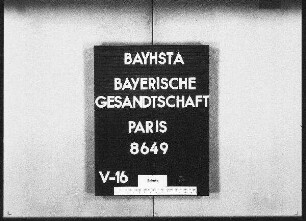 BAYHSTA
BAYERISCHE
GESANDTSCHAFT
PARIS
8649
V-16